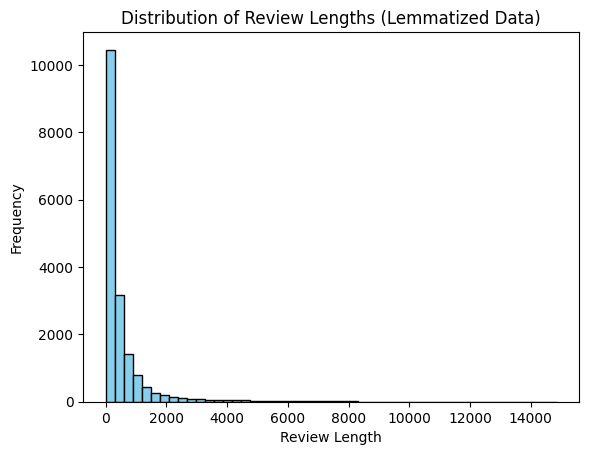 Distribution of Review Lengths (Lemmatized Data)
10000
8000
6000
4000
2000
0
Frequency
0 2000 4000 6000 8000 10000 12000 14000
Review Length